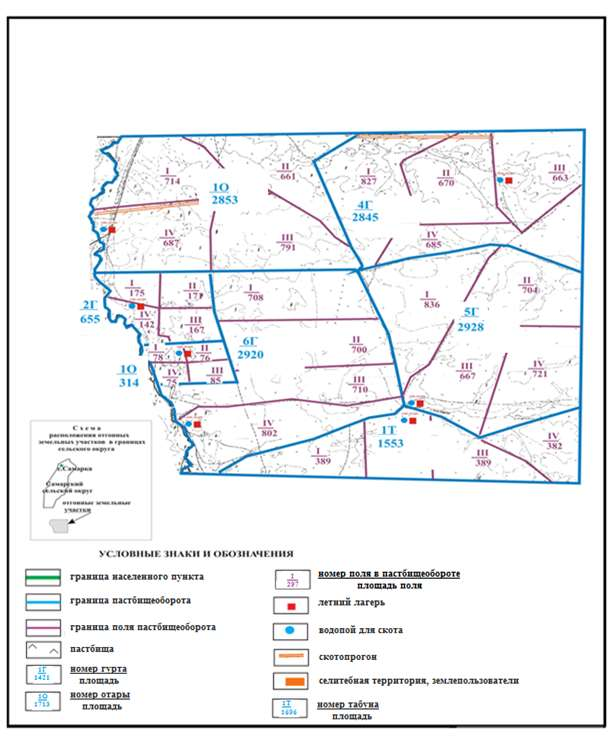 I
714
II
661
1О
2853
I
827
II
670
III
663
4Г
2845
IV
687
III
791
IV
685
I
175
II
171
I
708
I
836
II
704
2Г
655
IV
142
III
167
6Г
2920
5Г
2928
I
78
II
76
II
700
1О
314
IV
75
III
85
III
710
III
667
IV
721
IV
802
1Т
1553
I
389
III
389
IV
382
Схема
расположения отгонных
земельных участков в границах
сельского округа
с.Самарка
Самарский
сельский округ
отгонные земельные
участки
УСЛОВНЫЕ ЗНАКИ И ОБОЗНАЧЕНИЯ
граница населенного пункта
граница пастбищеоборота
граница поля пастбищеоборота
пастбища
1Г
1421
номер гурта
площадь
1О
1713
номер отары
площадь
I
297
номер поля в пастбищеобороте
площадь поля
летний лагерь
водопой для скота
скотопрогон
селитебная территория, землепользователи
1Т
1696
номер табуна
площадь